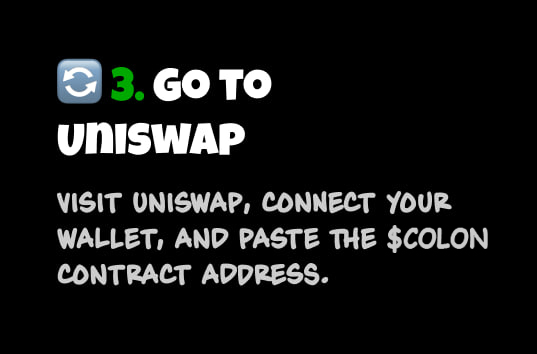 🔄 3. GO TO
UNISWAP
VISIT UNISWAP, CONNECT YOUR
WALLET, AND PASTE THE $COLON
CONTRACT ADDRESS.